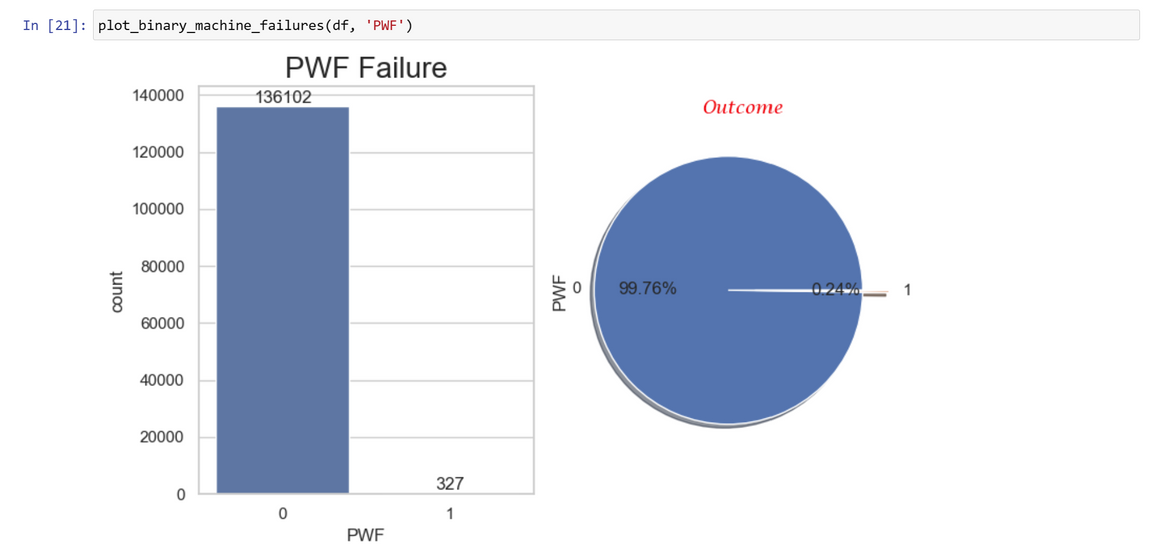 In [21]: plot_binary_machine_failures(df, 'PWF')
PWF Failure
140000
120000
100000
80000
60000
40000
20000
0
count
136102
327
0
1
PWF
Outcome
PWF
0
99.76%
0.24%
1